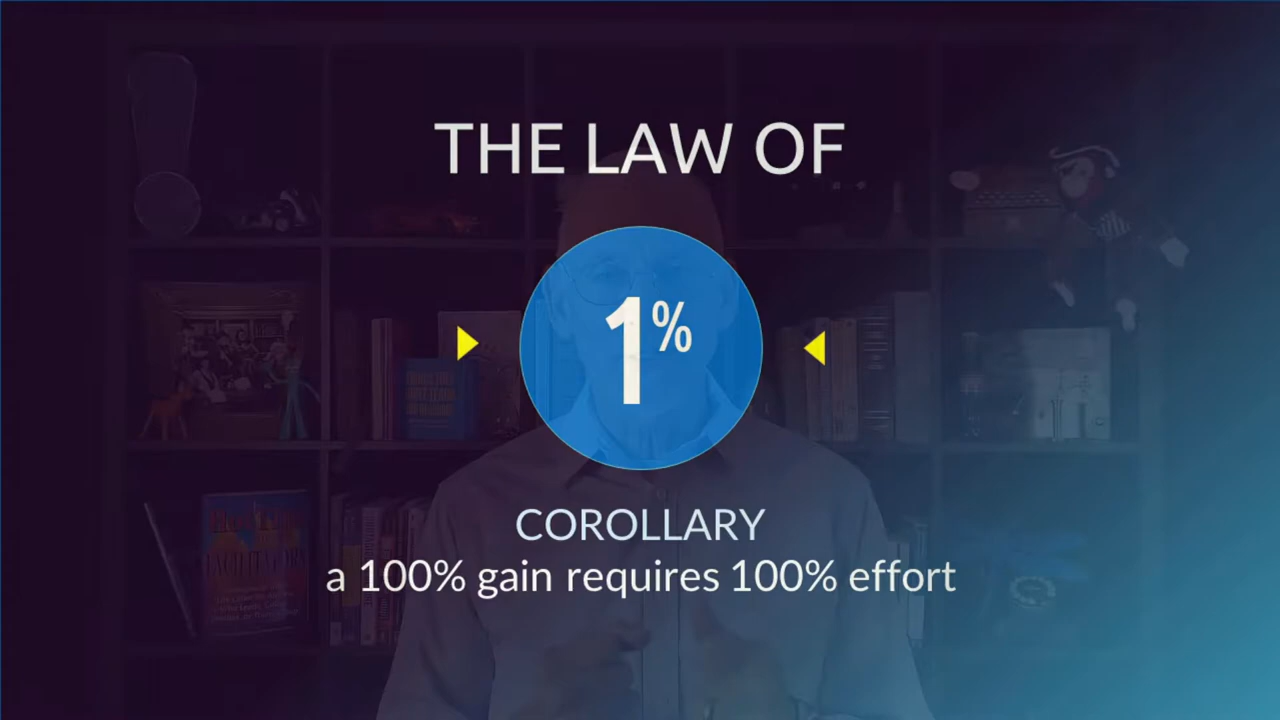 THE LAW OF
1%
COROLLARY
a 100% gain requires 100% effort